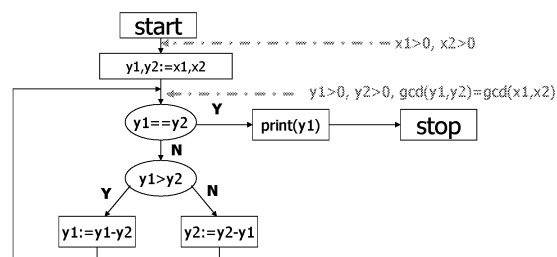 start
x1>0, x2>0
y1,y2:=x1,x2
y1>0, y2>0, gcd(y1,y2)=gcd(x1,x2)
y1==y2
Y
print(y1)
stop
N
y1>y2
Y
N
y1:=y1-y2
y2:=y2-y1